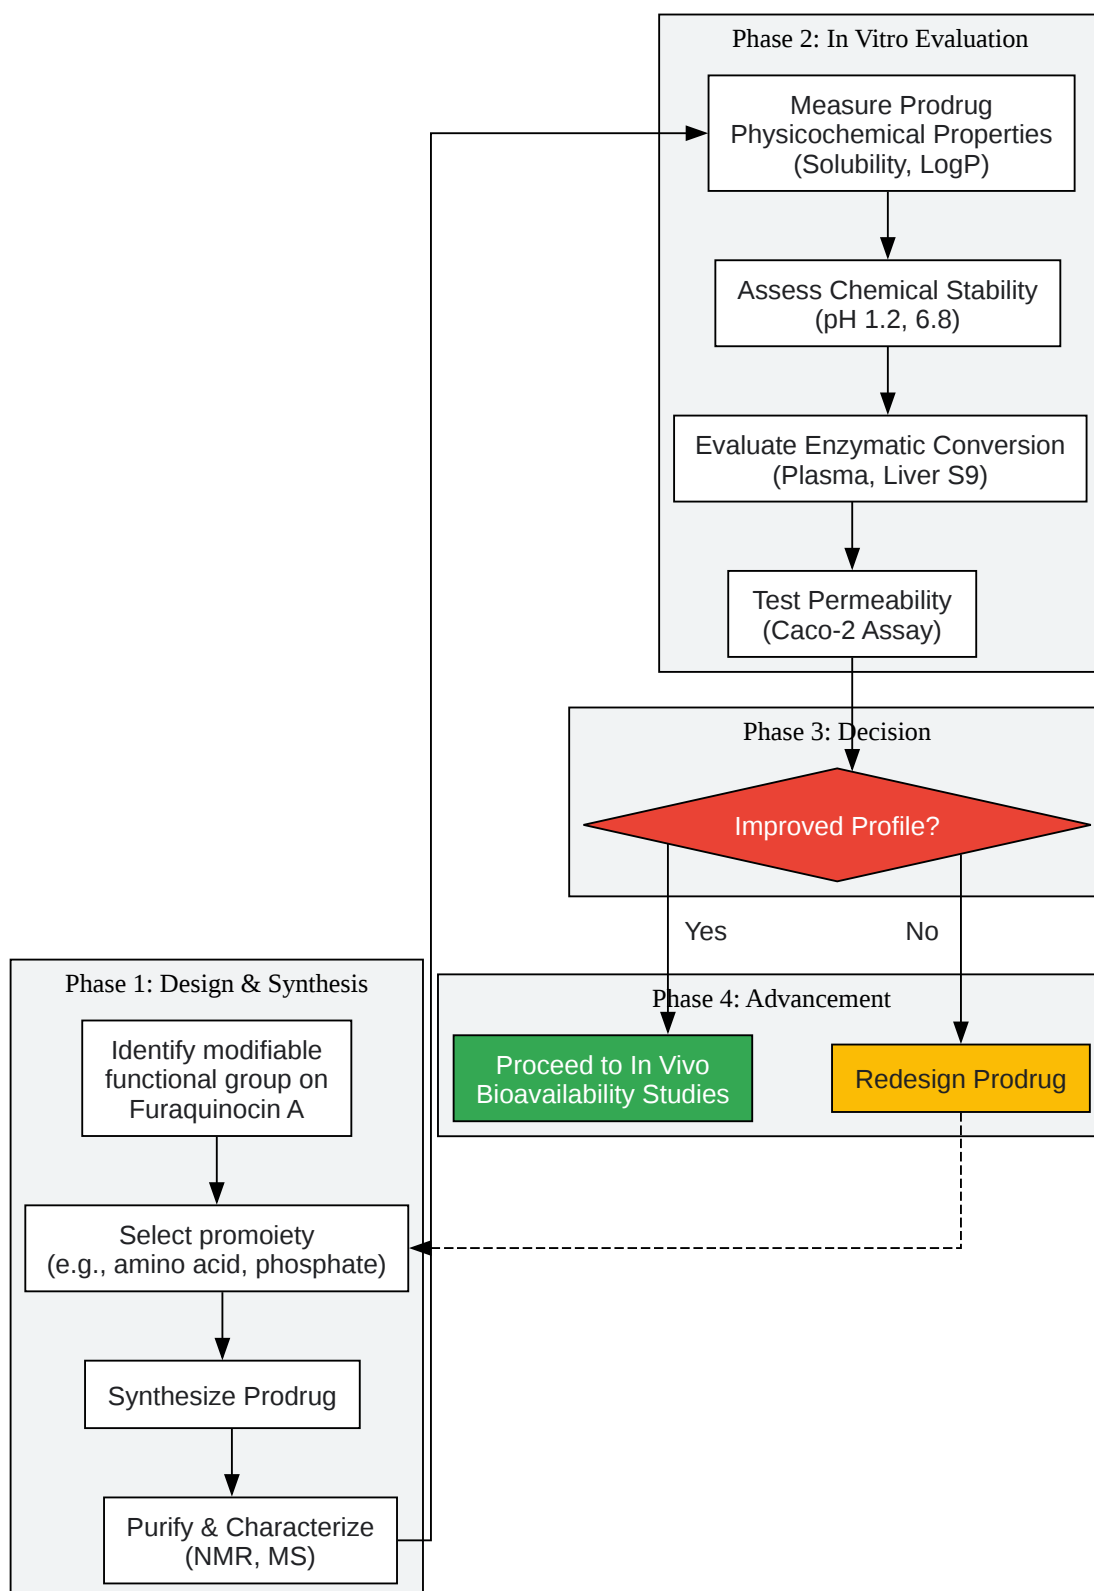 Phase 2: In Vitro Evaluation
Measure Prodrug
Physicochemical Properties
(Solubility, LogP)
Assess Chemical Stability
(pH 1.2, 6.8)
Evaluate Enzymatic Conversion
(Plasma, Liver S9)
Test Permeability
(Caco-2 Assay)
Phase 3: Decision
Improved Profile?
Yes
No
Phase 4: Advancement
Proceed to In Vivo
Bioavailability Studies
Redesign Prodrug
Phase 1: Design & Synthesis
Identify modifiable
functional group on
Furaquinocin A
Select promoiety
(e.g., amino acid, phosphate)
Synthesize Prodrug
Purify & Characterize
(NMR, MS)